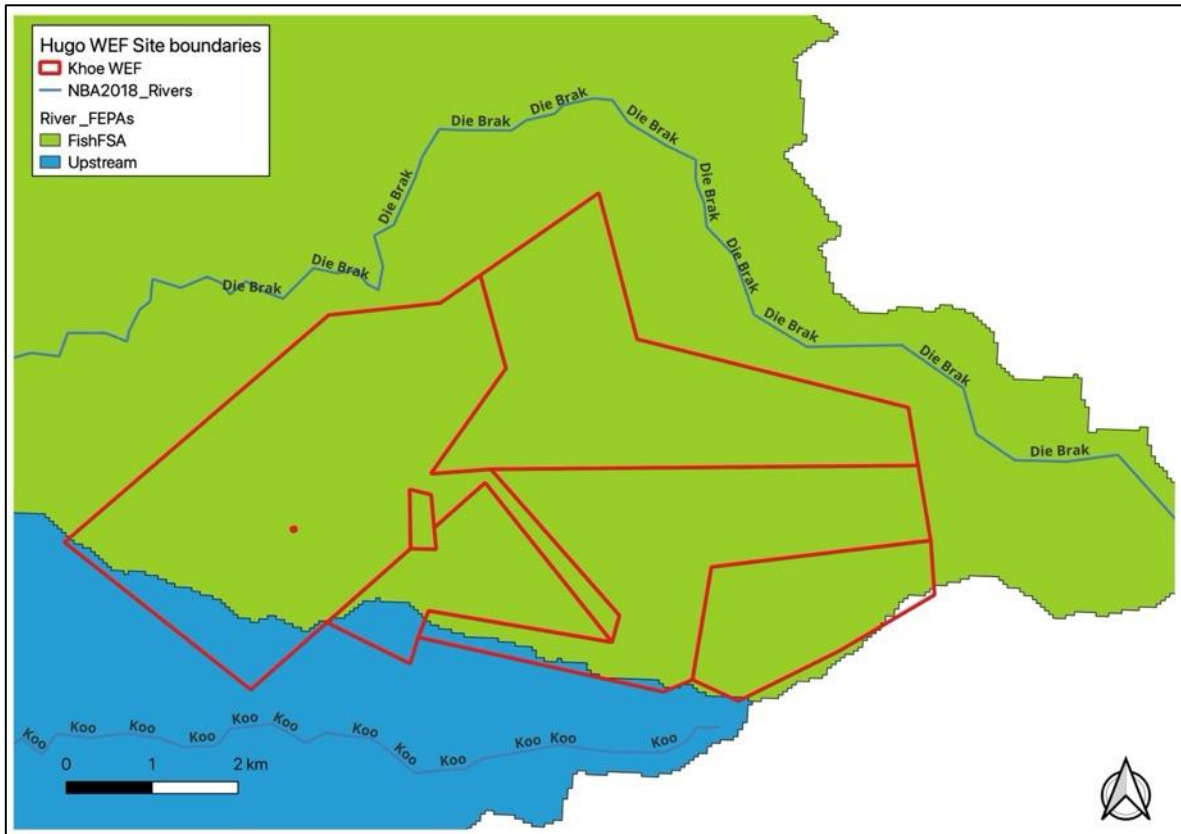 Hugo WEF Site boundaries
Khoe WEF
NBA2018_Rivers
River_FEPAs
FishFSA
Upstream
Die Brak
Die Brak
Die Brak
Die Brak
Die Brak
Die Brak
Die Brak
Die Brak
Die Brak
Die Brak
Die Brak
Die Brak
Koo
Koo
Koo
Koo
Koo
Koo
Koo
Koo
Koo
Koo
Koo
0 1 2 km